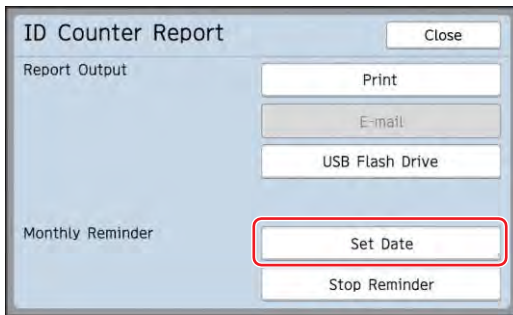 ID Counter Report
Close
Report Output
Print
E-mail
USB Flash Drive
Monthly Reminder
Set Date
Stop Reminder